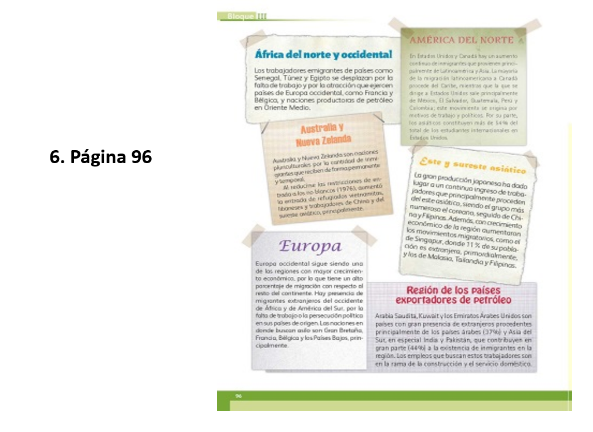 Bloque III
6. Página 96
África del norte y occidental
Los trabajadores emigrantes de países como
Senegal, Túnez y Egipto se desplazan por la
falta de trabajo y por la atracción que ejercen
países de Europa occidental, como Francia y
Bélgica, y naciones productoras de petróleo
en Oriente Medio.
AMÉRICA DEL NORTE
En Estados Unidos y Canadá hay un aumento
continuo de inmigrantes que proviene princi-
palmente de Latinoamérica y Asia. La mayoría
de la migración latinoamericana a Canadá
procede del Caribe, mientras que la que se
dirige a Estados Unidos sale principalmente
de México, El Salvador, Guatemala, Perú y
Colombia; este movimiento se origina por
motivos de trabajo y políticos. Por su parte,
los asiáticos constituyen más de
total de los estudiantes internacionales en
Estados Unidos.
Australia y
Nueva Zelanda
Australia y Nueva Zelanda son naciones
pluriculturales por la cantidad de inmi-
grantes que reciben de forma permanente
y temporal.
Al reducirse las restricciones de en-
trada a los no blancos (1976), aumentó
la entrada de refugiados vietnamitas,
libaneses y trabajadores de China y del
sureste asiático, principalmente.
Este y sureste asiático
La gran producción japonesa ha dado
lugar a un continuo ingreso de traba-
jadores que principalmente proceden
del este asiático, siendo el grupo más
numeroso el coreano, seguido de Chi-
na y Filipinas. Además, con crecimiento
económico de la región aumentaron
los movimientos migratorios, como el
de Singapur, donde 11 % de su pobla-
ción es extranjera, primordialmente,
y los de Malasia, Tailandia y Filipinas.
Europa
Europa occidental sigue siendo una
de las regiones con mayor crecimien-
to económico, por lo que tiene un alto
porcentaje de migración con respecto al
resto del continente. Hay presencia de
migrantes extranjeros del occidente
de África y de América del Sur, por la
falta de trabajo o la persecución política
en sus países de origen. Las naciones en
donde buscan asilo son Gran Bretaña,
Francia, Bélgica y los Países Bajos, prin-
cipalmente.
Región de los países
exportadores de petróleo
Arabia Saudita, Kuwait y los Emiratos Árabes Unidos son
países con gran presencia de extranjeros procedentes
principalmente de los países árabes (37%) y Asia del
Sur, en especial India y Pakistán, que contribuyen en
gran parte (44%) a la existencia de inmigrantes en la
región. Los empleos que buscan estos trabajadores son
en la rama de la construcción y el servicio doméstico.
96